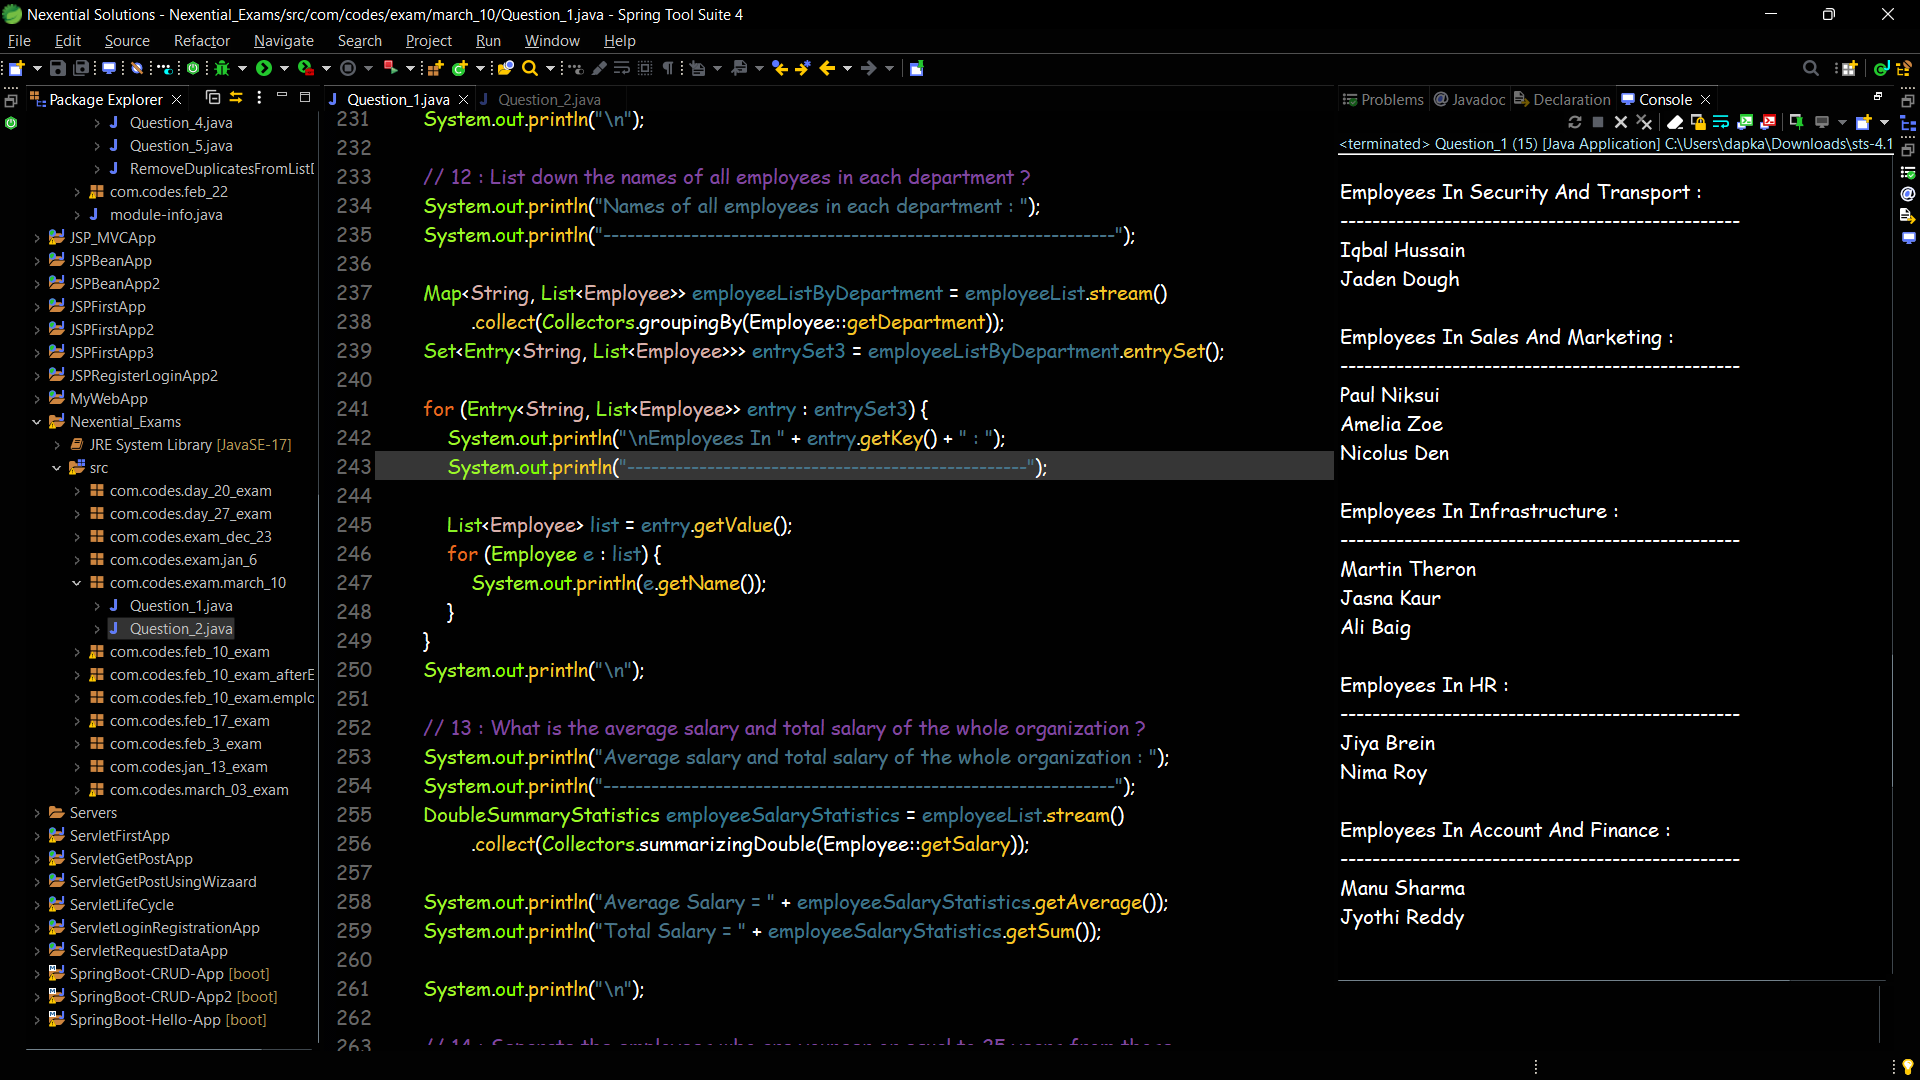 Nexential Solutions - Nexential_Exams/src/com/codes/exam/march_10/Question_1.java - Spring Tool Suite 4
File Edit Source Refactor Navigate Search Project Run Window Help
Package Explorer
Question_4.java
Question_5.java
RemoveDuplicatesFromListI
com.codes.feb_22
module-info.java
JSP_MVCApp
JSPBeanApp
JSPBeanApp2
JSPFirstApp
JSPFirstApp2
JSPFirstApp3
JSPRegisterLoginApp2
MyWebApp
Nexential_Exams
JRE System Library [JavaSE-17]
src
com.codes.day_20_exam
com.codes.day_27_exam
com.codes.exam_dec_23
com.codes.exam.jan_6
com.codes.exam.march_10
Question_1.java
Question_2.java
com.codes.feb_10_exam
com.codes.feb_10_exam_afterE
com.codes.feb_10_exam.emplc
com.codes.feb_17_exam
com.codes.feb_3_exam
com.codes.jan_13_exam
com.codes.march_03_exam
Servers
ServletFirstApp
ServletGetPostApp
ServletGetPostUsingWizaard
ServletLifeCycle
ServletLoginRegistrationApp
ServletRequestDataApp
SpringBoot-CRUD-App [boot]
SpringBoot-CRUD-App2 [boot]
SpringBoot-Hello-App [boot]
Question_1.java Question_2.java
231 System.out.println("\n");
232
233 // 12 : List down the names of all employees in each department ?
234 System.out.println("Names of all employees in each department : ");
235 System.out.println("----------------------------------------------------------------");
236
237 Map<String, List<Employee>> employeeListByDepartment = employeeList.stream()
238 .collect(Collectors.groupingBy(Employee::getDepartment));
239 Set<Entry<String, List<Employee>>> entrySet3 = employeeListByDepartment.entrySet();
240
241 for (Entry<String, List<Employee>> entry : entrySet3) {
242 System.out.println("\nEmployees In " + entry.getKey() + " : ");
243 System.out.println("--------------------------------------------------");
244
245 List<Employee> list = entry.getValue();
246 for (Employee e : list) {
247 System.out.println(e.getName());
248 }
249 }
250 System.out.println("\n");
251
252 // 13 : What is the average salary and total salary of the whole organization ?
253 System.out.println("Average salary and total salary of the whole organization : ");
254 System.out.println("----------------------------------------------------------------");
255 DoubleSummaryStatistics employeeSalaryStatistics = employeeList.stream()
256 .collect(Collectors.summarizingDouble(Employee::getSalary));
257
258 System.out.println("Average Salary = " + employeeSalaryStatistics.getAverage());
259 System.out.println("Total Salary = " + employeeSalaryStatistics.getSum());
260
261 System.out.println("\n");
262
263 // 14 : Separate the employees who are younger or equal to 25 years from those
Problems Javadoc Declaration Console
<terminated> Question_1 (15) [Java Application] C:\Users\dapka\Downloads\sts-4.1
Employees In Security And Transport :
--------------------------------------------------
Iqbal Hussain
Jaden Dough
Employees In Sales And Marketing :
--------------------------------------------------
Paul Niksui
Amelia Zoe
Nicolus Den
Employees In Infrastructure :
--------------------------------------------------
Martin Theron
Jasna Kaur
Ali Baig
Employees In HR :
--------------------------------------------------
Jiya Brein
Nima Roy
Employees In Account And Finance :
--------------------------------------------------
Manu Sharma
Jyothi Reddy